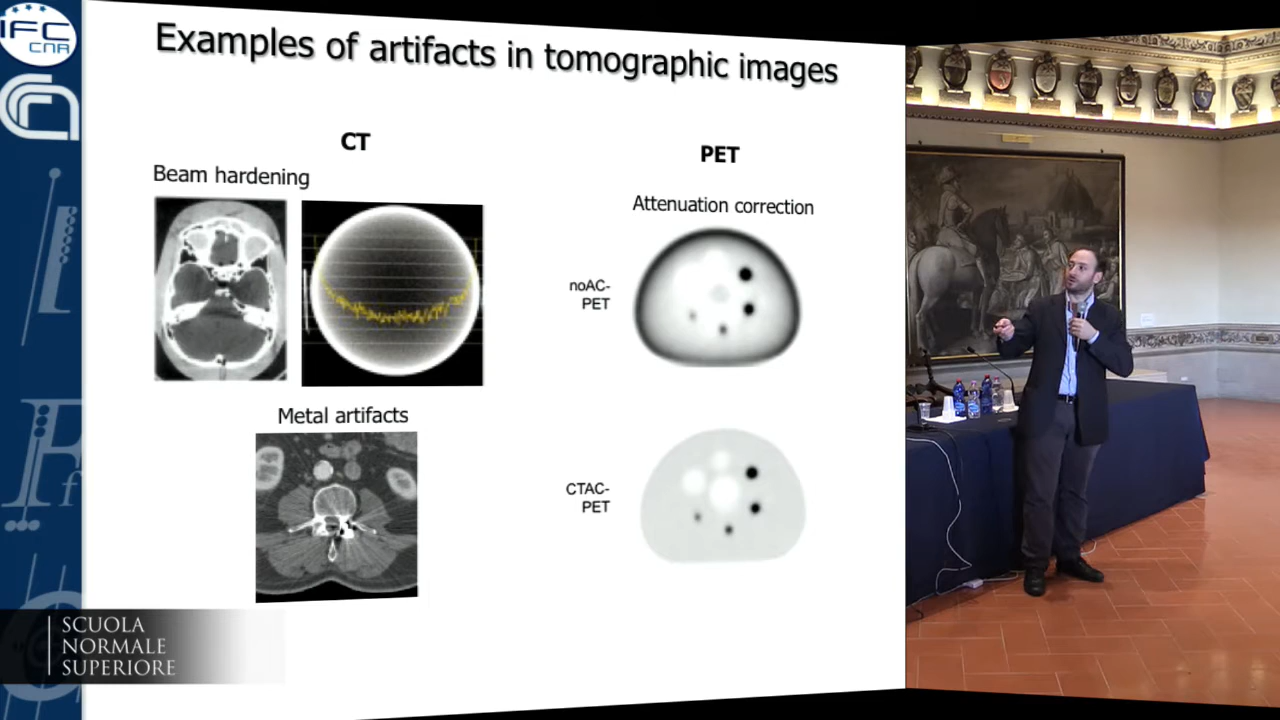 IFC
CNR
Examples of artifacts in tomographic images
CT
Beam hardening
Metal artifacts
PET
Attenuation correction
noAC-
PET
CTAC-
PET
SCUOLA
NORMALE
SUPERIORE